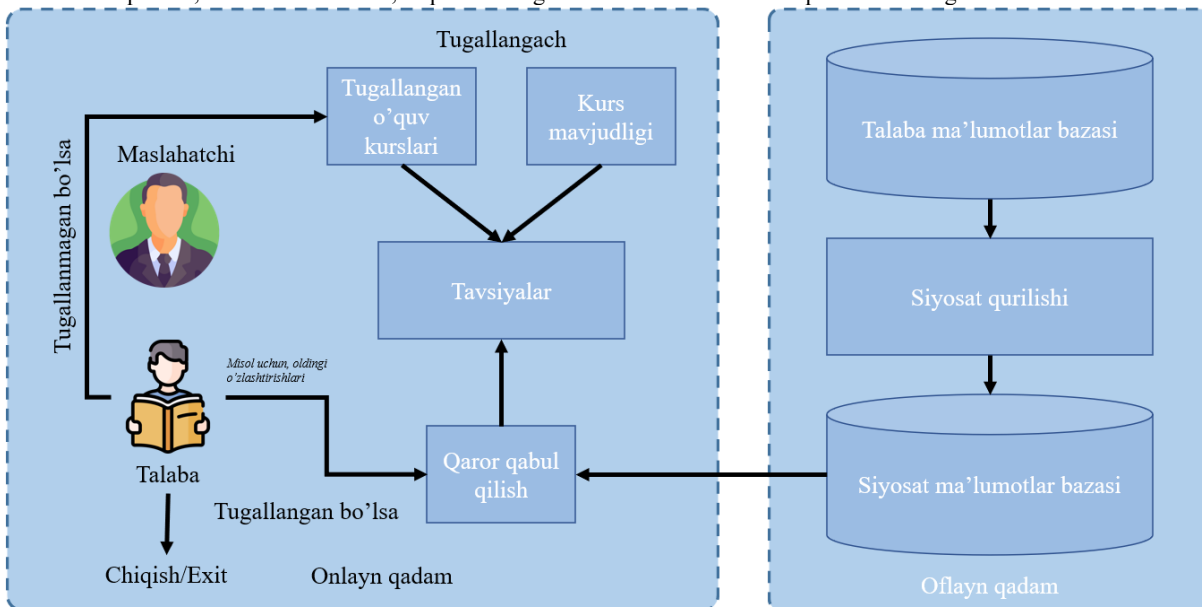 Tugallangach
Tugallangan
o’quv
kurslari
Kurs
mavjudligi
Tugallanmagan bo’lsa
Maslahatchi
Tavsiyalar
Misol uchun, oldingi
o’zlashtirishlari
Talaba
Qaror qabul
qilish
Tugallangan bo’lsa
Chiqish/Exit
Onlayn qadam
Talaba ma’lumotlar bazasi
Siyosat qurilishi
Siyosat ma’lumotlar bazasi
Oflayn qadam